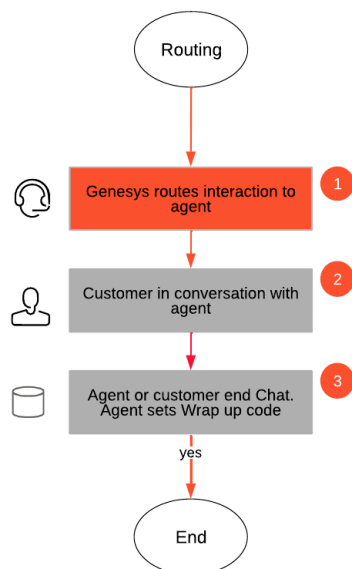 Routing
1
Genesys routes interaction to
agent
2
Customer in conversation with
agent
3
Agent or customer end Chat.
Agent sets Wrap up code
yes
End